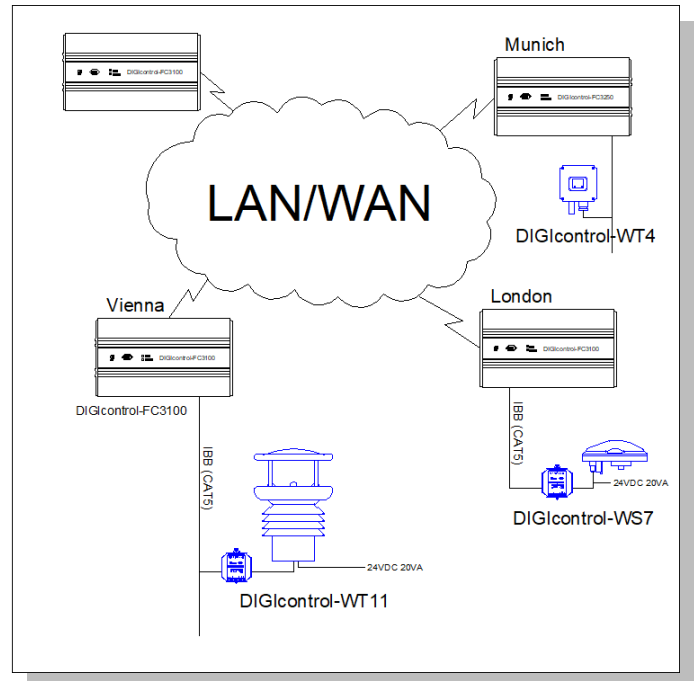 DIGIcontrol-FC3100
Munich
DIGIcontrol-FC3250
LAN/WAN
DIGIcontrol-WT4
Vienna
London
DIGIcontrol-FC3100
DIGIcontrol-FC3100
DIGIcontrol-FC3100
IBB (CAT5)
IBB (CAT5)
24VDC 20VA
DIGIcontrol-WS7
24VDC 20VA
DIGIcontrol-WT11